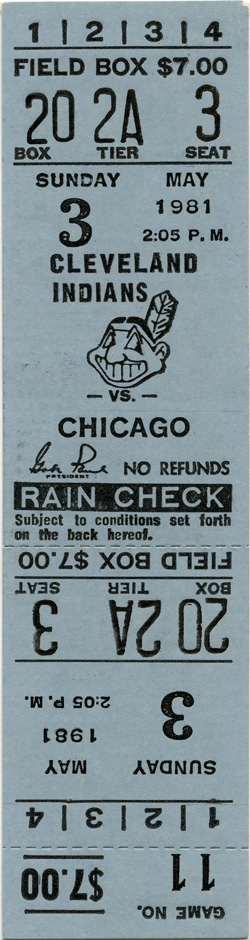 1 | 2 | 3 | 4
FIELD BOX $7.00
20 2A 3
BOX TIER SEAT
SUNDAY MAY
3 1981
2:05 P. M.
CLEVELAND
INDIANS
— VS. —
CHICAGO
PRESIDENT NO REFUNDS
RAIN CHECK
Subject to conditions set forth
on the back hereof.
GAME NO. 11 $7.00
1 | 2 | 3 | 4
SUNDAY MAY
3 1981
2:05 P. M.
20 2A 3
BOX TIER SEAT
FIELD BOX $7.00